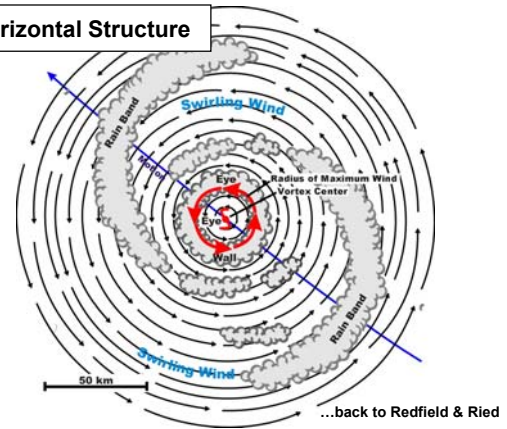 rizontal Structure
Swirling Wind
Rain Band
Motion
Eye
Radius of Maximum Wind
Vortex Center
Eye
Wall
Rain Band
Swirling Wind
50 km
...back to Redfield & Ried